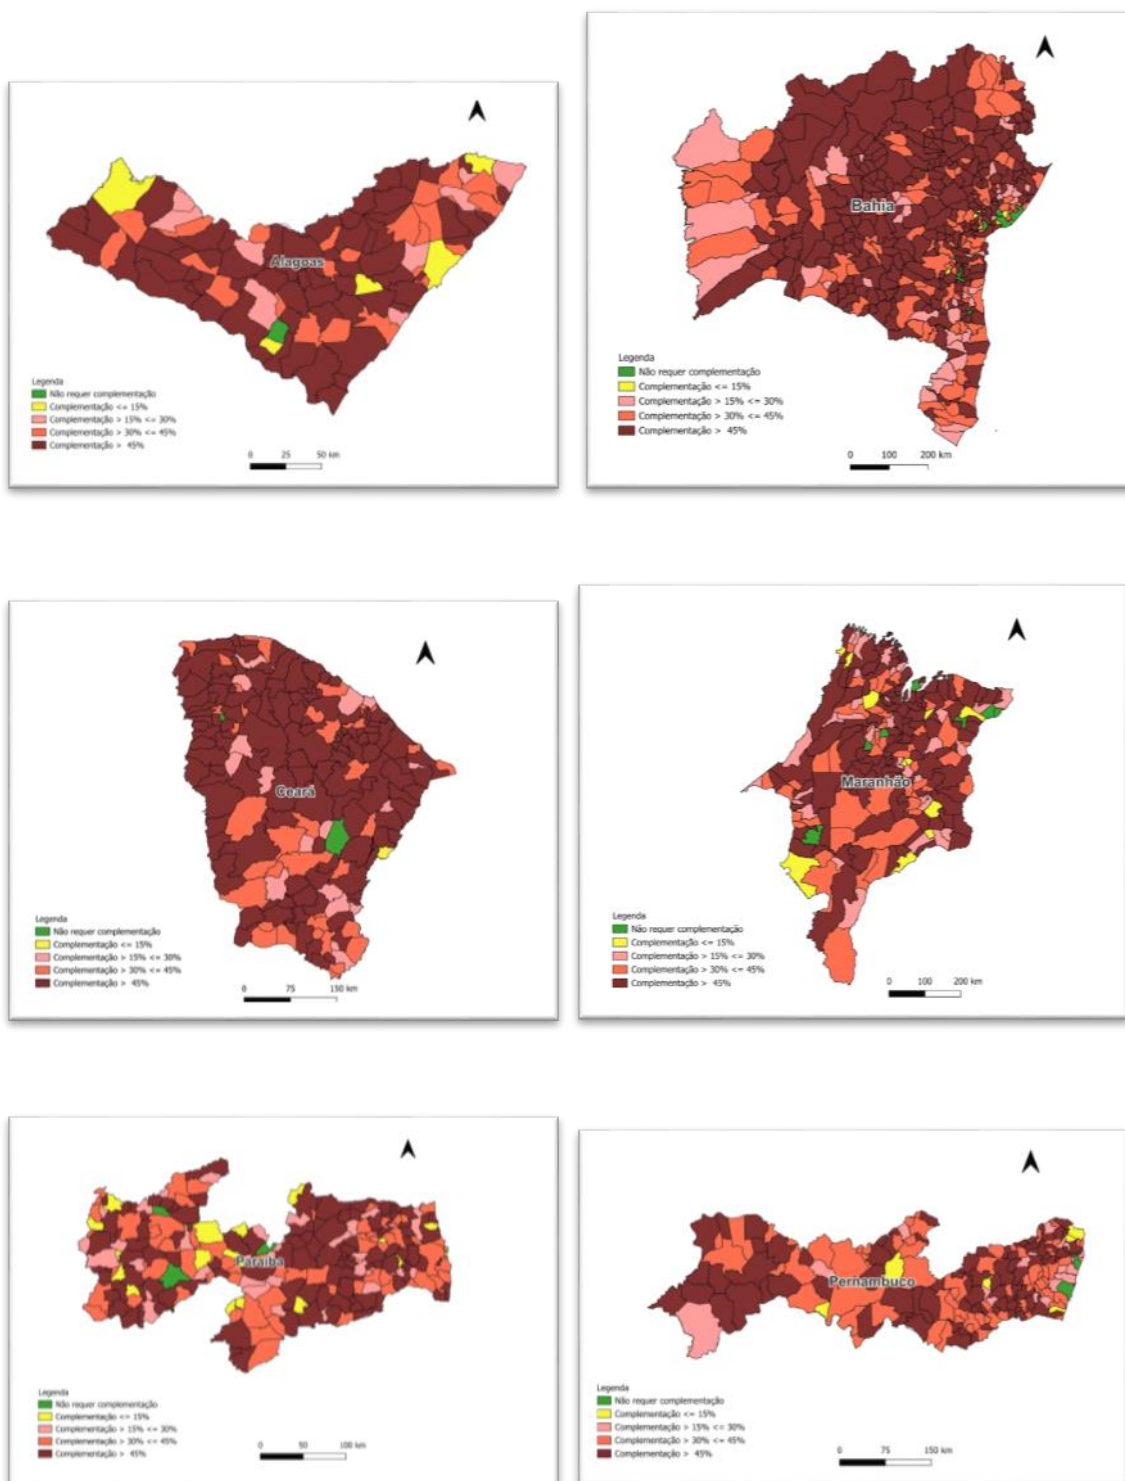 Alagoas
Legenda
Não requer complementação
Complementação <= 15%
Complementação > 15% <= 30%
Complementação > 30% <= 45%
Complementação > 45%
0 25 50 km
Bahia
Legenda
Não requer complementação
Complementação <= 15%
Complementação > 15% <= 30%
Complementação > 30% <= 45%
Complementação > 45%
0 100 200 km
Ceará
Legenda
Não requer complementação
Complementação <= 15%
Complementação > 15% <= 30%
Complementação > 30% <= 45%
Complementação > 45%
0 75 150 km
Maranhão
Legenda
Não requer complementação
Complementação <= 15%
Complementação > 15% <= 30%
Complementação > 30% <= 45%
Complementação > 45%
0 100 200 km
Paraíba
Legenda
Não requer complementação
Complementação <= 15%
Complementação > 15% <= 30%
Complementação > 30% <= 45%
Complementação > 45%
0 50 100 km
Pernambuco
Legenda
Não requer complementação
Complementação <= 15%
Complementação > 15% <= 30%
Complementação > 30% <= 45%
Complementação > 45%
0 75 150 km